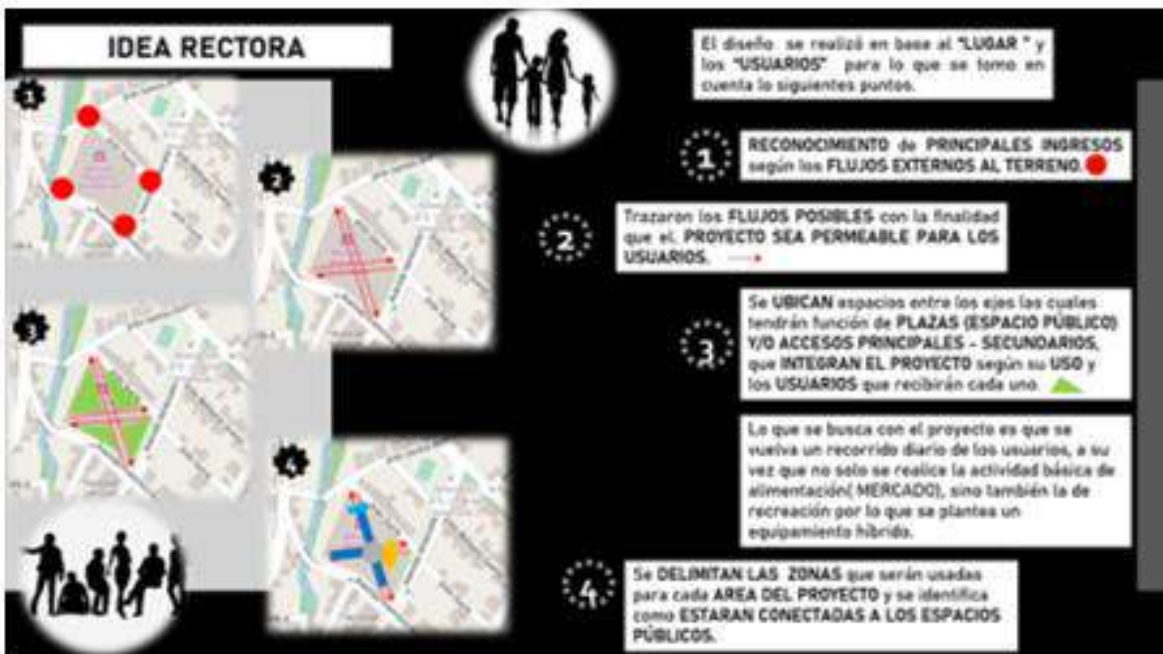 IDEA RECTORA
El diseño se realizó en base al "LUGAR" y
los "USUARIOS" para lo que se tomo en
cuenta lo siguientes puntos.
1
RECONOCIMIENTO de PRINCIPALES INGRESOS
según los FLUJOS EXTERNOS AL TERRENO.
1
2
2
Trazaron los FLUJOS POSIBLES con la finalidad
que el. PROYECTO SEA PERMEABLE PARA LOS
USUARIOS.
3
3
Se UBICAN espacios entre los ejes las cuales
tendrán función de PLAZAS (ESPACIO PÚBLICO)
Y/O ACCESOS PRINCIPALES - SECUNDARIOS,
que INTEGRAN EL PROYECTO según su USO y
los USUARIOS que recibirán cada uno.
Lo que se busca con el proyecto es que se
vuelva un recorrido diario de los usuarios, a su
vez que no solo se realice la actividad básica de
alimentación( MERCADO), sino también la de
recreación por lo que se plantea un
equipamiento híbrido.
4
4
Se DELIMITAN LAS ZONAS que serán usadas
para cada AREA DEL PROYECTO y se identifica
como ESTARAN CONECTADAS A LOS ESPACIOS
PÚBLICOS.